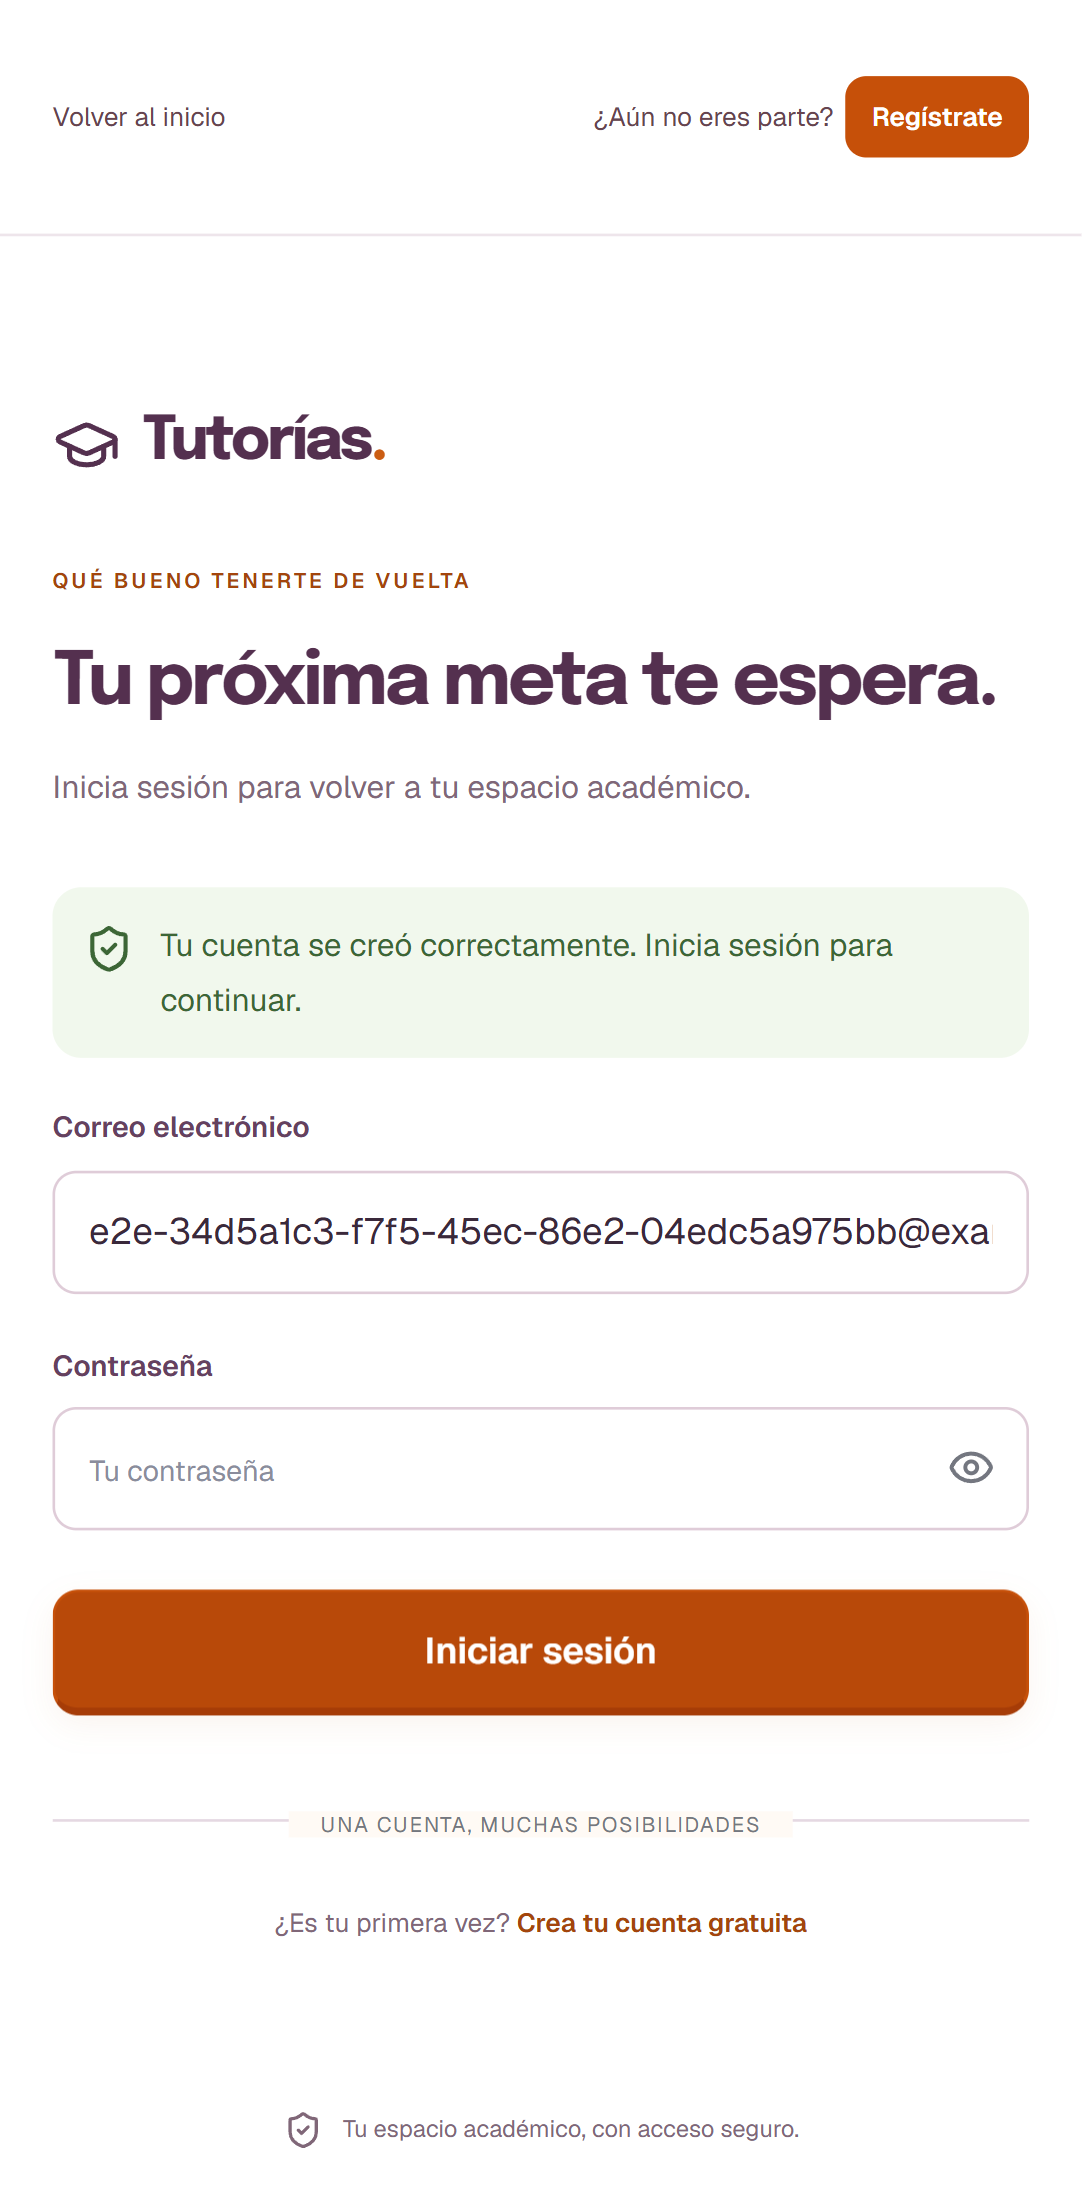 Volver al inicio
¿Aún no eres parte?
Regístrate
Tutorías.
QUÉ BUENO TENERTE DE VUELTA
Tu próxima meta te espera.
Inicia sesión para volver a tu espacio académico.
Tu cuenta se creó correctamente. Inicia sesión para
continuar.
Correo electrónico
e2e-34d5a1c3-f7f5-45ec-86e2-04edc5a975bb@exa
Contraseña
Tu contraseña
Iniciar sesión
UNA CUENTA, MUCHAS POSIBILIDADES
¿Es tu primera vez? Crea tu cuenta gratuita
Tu espacio académico, con acceso seguro.